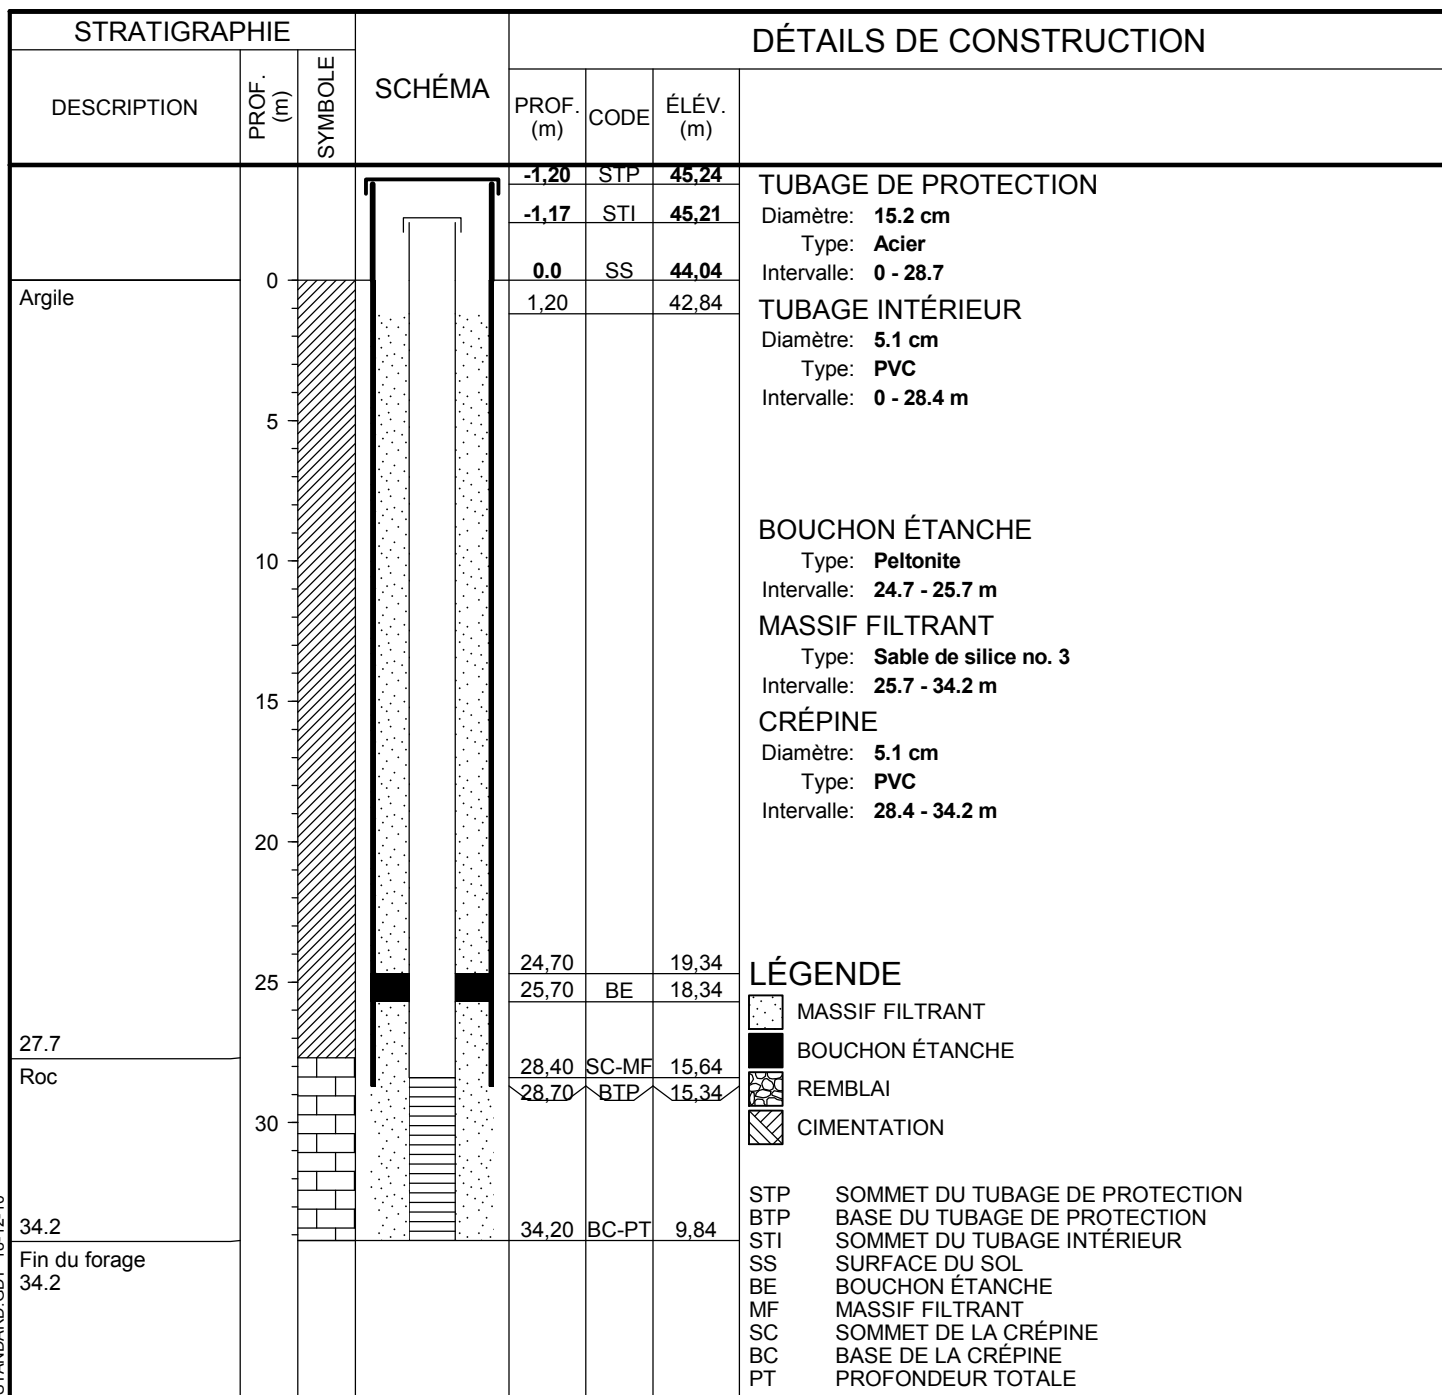 STRATIGRAPHIE
DESCRIPTION
PROF. (m)
SYMBOLE
SCHÉMA
DÉTAILS DE CONSTRUCTION
PROF. (m)
CODE
ÉLÉV. (m)
-1,20 STP 45,24
-1,17 STI 45,21
0.0 SS 44,04
1,20 42,84
24,70 19,34
25,70 BE 18,34
28,40 SC-MF 15,64
28,70 BTP 15,34
34,20 BC-PT 9,84
Argile
27.7
Roc
34.2
Fin du forage
34.2
0
5
10
15
20
25
30
TUBAGE DE PROTECTION
Diamètre: 15.2 cm
Type: Acier
Intervalle: 0 - 28.7
TUBAGE INTÉRIEUR
Diamètre: 5.1 cm
Type: PVC
Intervalle: 0 - 28.4 m
BOUCHON ÉTANCHE
Type: Peltonite
Intervalle: 24.7 - 25.7 m
MASSIF FILTRANT
Type: Sable de silice no. 3
Intervalle: 25.7 - 34.2 m
CRÉPINE
Diamètre: 5.1 cm
Type: PVC
Intervalle: 28.4 - 34.2 m
LÉGENDE
MASSIF FILTRANT
BOUCHON ÉTANCHE
REMBLAI
CIMENTATION
STP SOMMET DU TUBAGE DE PROTECTION
BTP BASE DU TUBAGE DE PROTECTION
STI SOMMET DU TUBAGE INTÉRIEUR
SS SURFACE DU SOL
BE BOUCHON ÉTANCHE
MF MASSIF FILTRANT
SC SOMMET DE LA CRÉPINE
BC BASE DE LA CRÉPINE
PT PROFONDEUR TOTALE